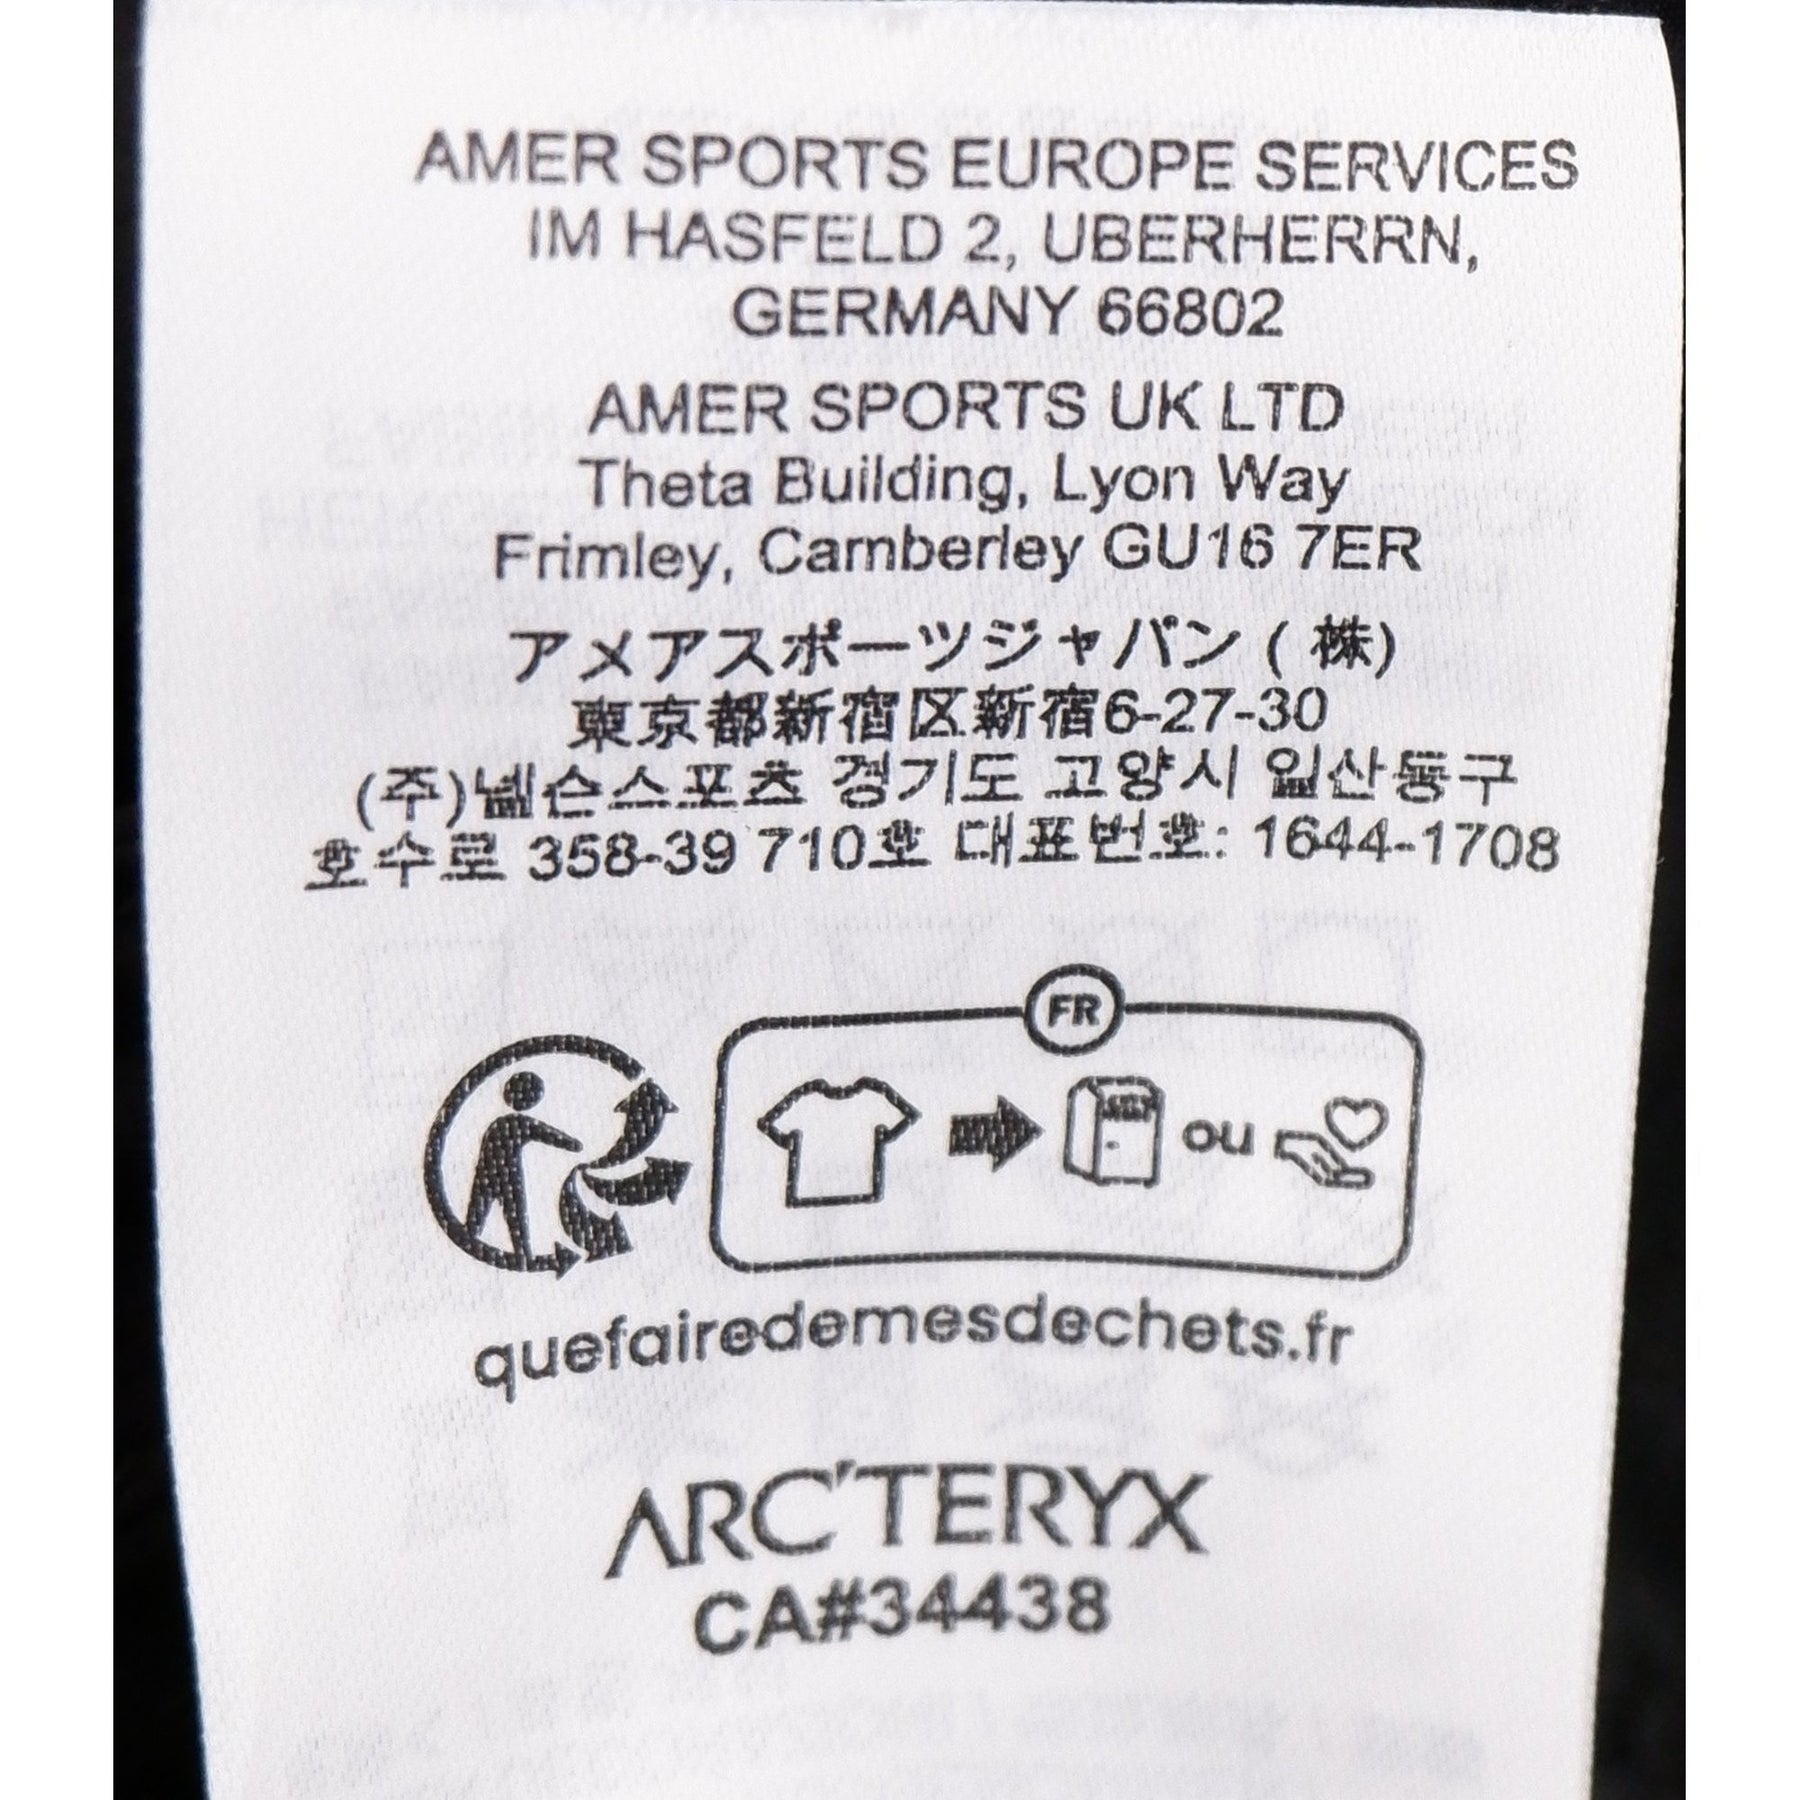 AMER SPORTS EUROPE SERVICES
IM HASFELD 2, UBERHERRN,
GERMANY 66802
AMER SPORTS UK LTD
Theta Building, Lyon Way
Frimley, Camberley GU16 7ER
アメアスポーツジャパン ( 株)
東京都新宿区新宿6-27-30
(주)넬슨스포츠 경기도 고양시 일산동구
호수로 358-39 710호 대표번호: 1644-1708
FR
ou
quefairedemesdechets.fr
ARC'TERYX
CA#34438